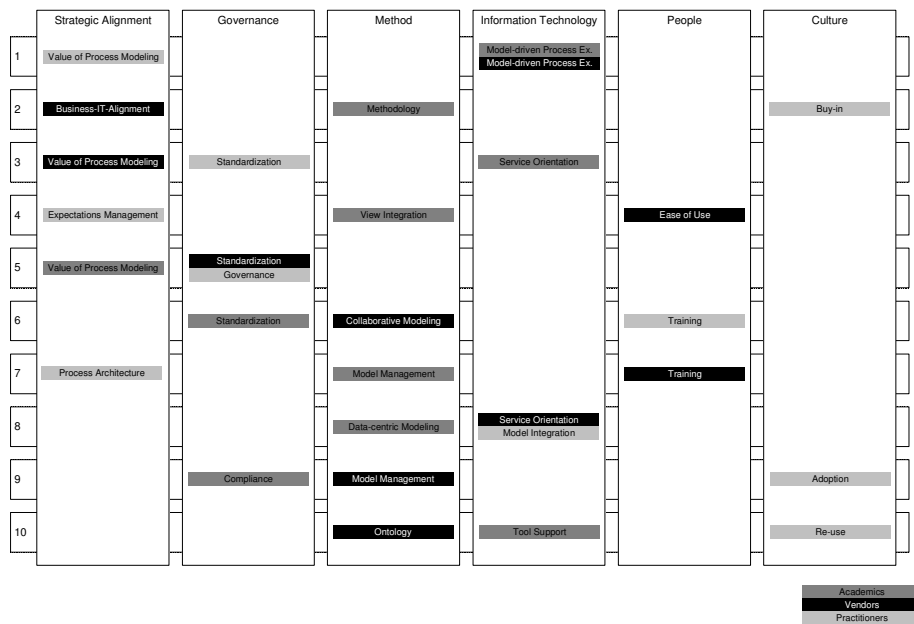 Strategic Alignment
Governance
Method
Information Technology
People
Culture
1
Value of Process Modeling
Model-driven Process Ex.
Model-driven Process Ex.
2
Business-IT-Alignment
Methodology
Buy-in
3
Value of Process Modeling
Standardization
Service Orientation
4
Expectations Management
View Integration
Ease of Use
5
Value of Process Modeling
Standardization
Governance
6
Standardization
Collaborative Modeling
Training
7
Process Architecture
Model Management
Training
8
Data-centric Modeling
Service Orientation
Model Integration
9
Compliance
Model Management
Adoption
10
Ontology
Tool Support
Re-use
Academics
Vendors
Practitioners